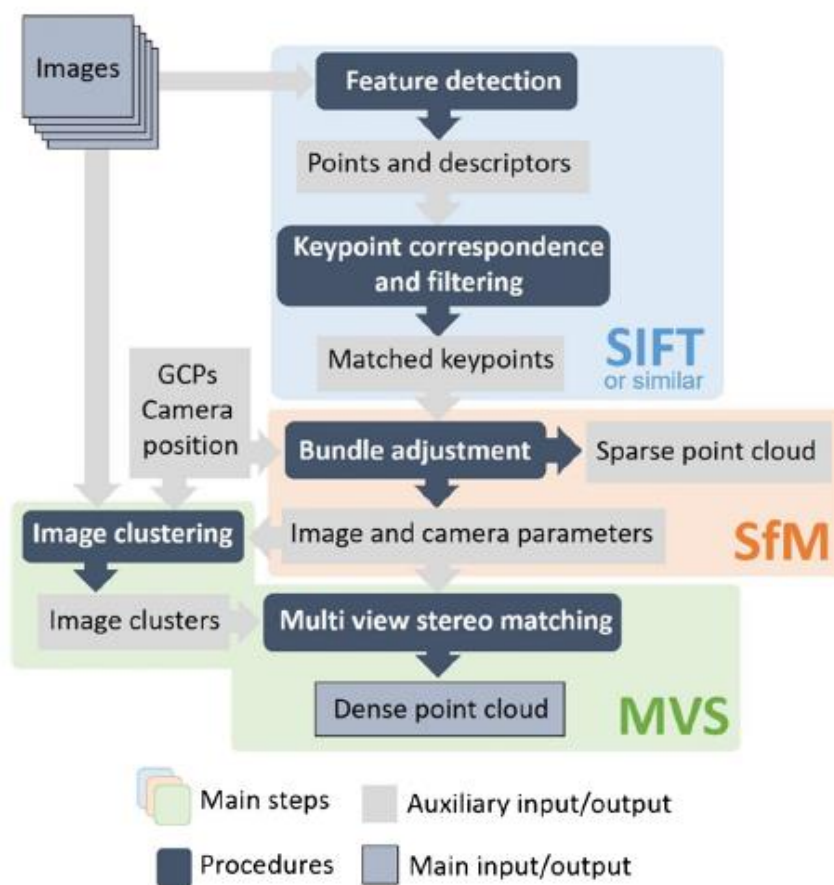 Images
Feature detection
Points and descriptors
Keypoint correspondence
and filtering
SIFT
or similar
Matched keypoints
GCPs
Camera
position
Bundle adjustment
Sparse point cloud
Image clustering
Image and camera parameters
SfM
Image clusters
Multi view stereo matching
Dense point cloud
MVS
Main steps
Auxiliary input/output
Procedures
Main input/output